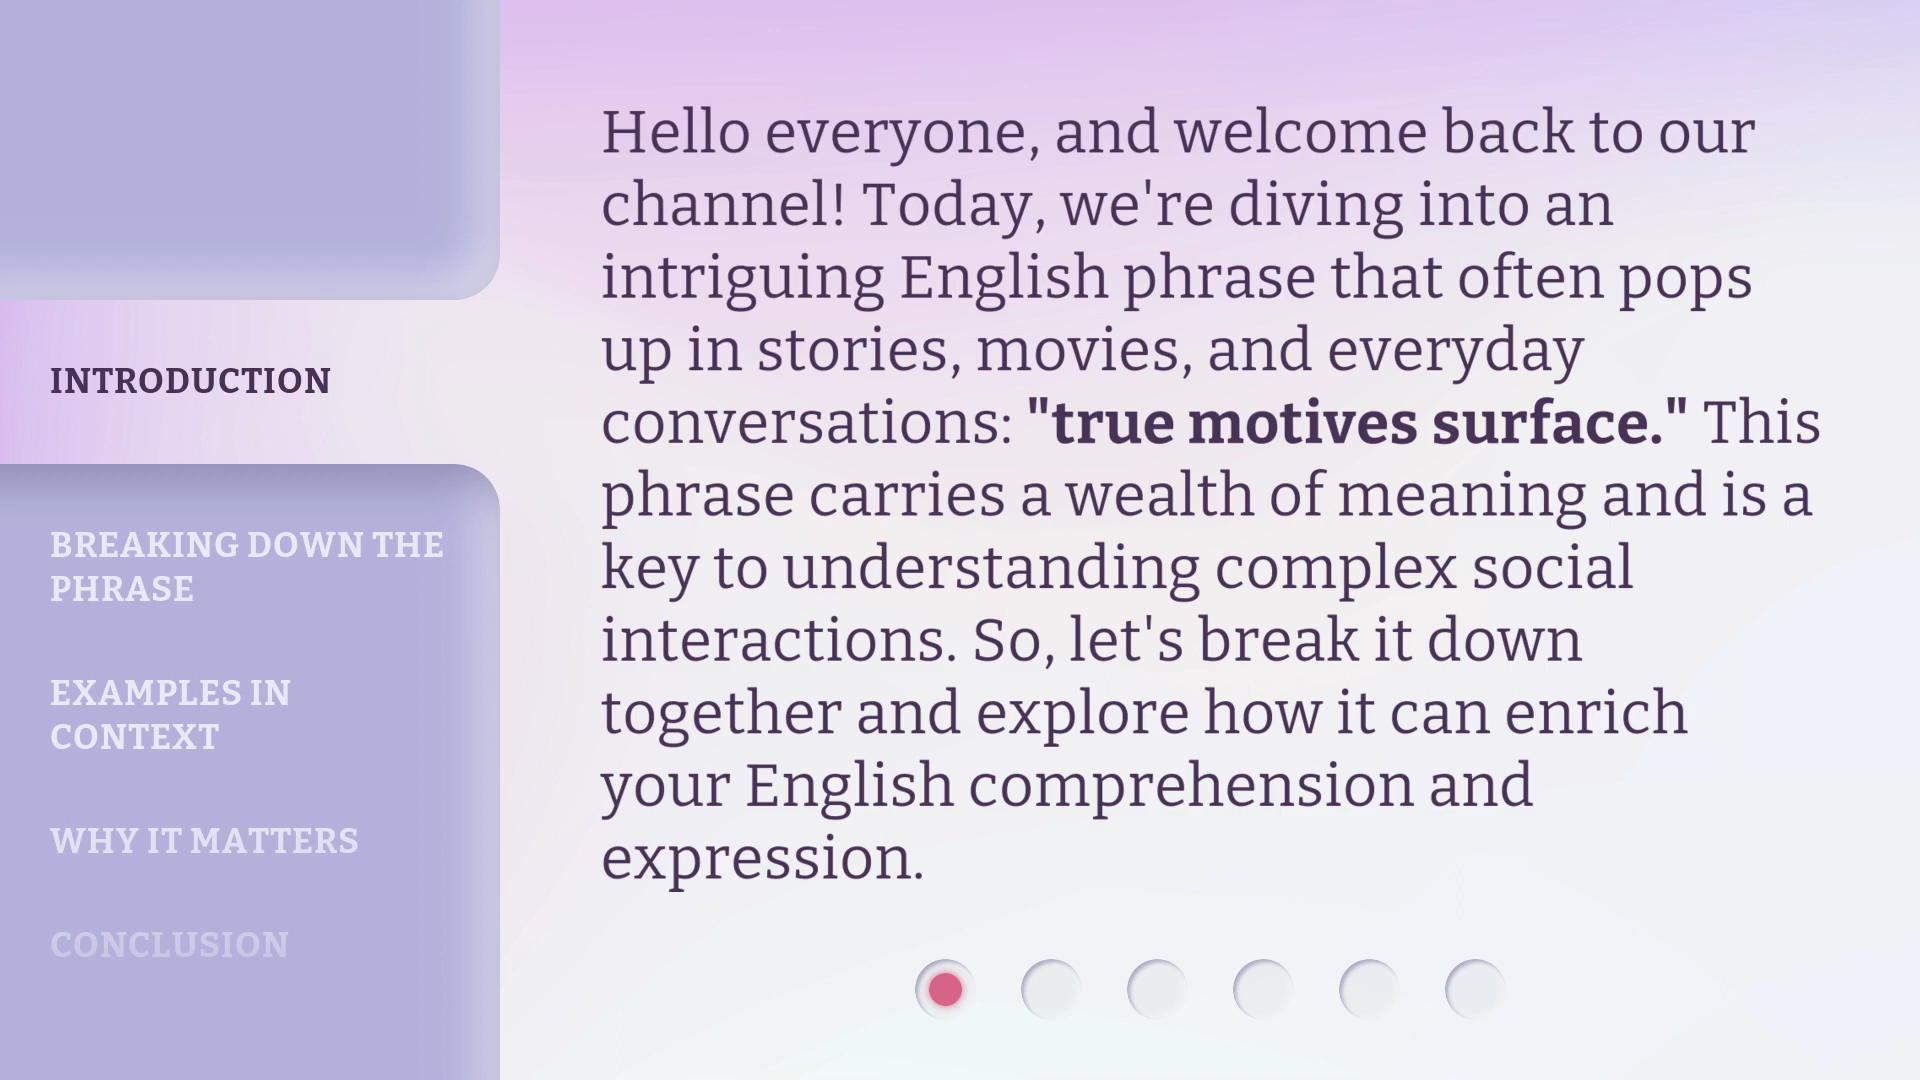 INTRODUCTION
BREAKING DOWN THE
PHRASE
EXAMPLES IN
CONTEXT
WHY IT MATTERS
CONCLUSION
Hello everyone, and welcome back to our
channel! Today, we're diving into an
intriguing English phrase that often pops
up in stories, movies, and everyday
conversations: "true motives surface." This
phrase carries a wealth of meaning and is a
key to understanding complex social
interactions. So, let's break it down
together and explore how it can enrich
your English comprehension and
expression.